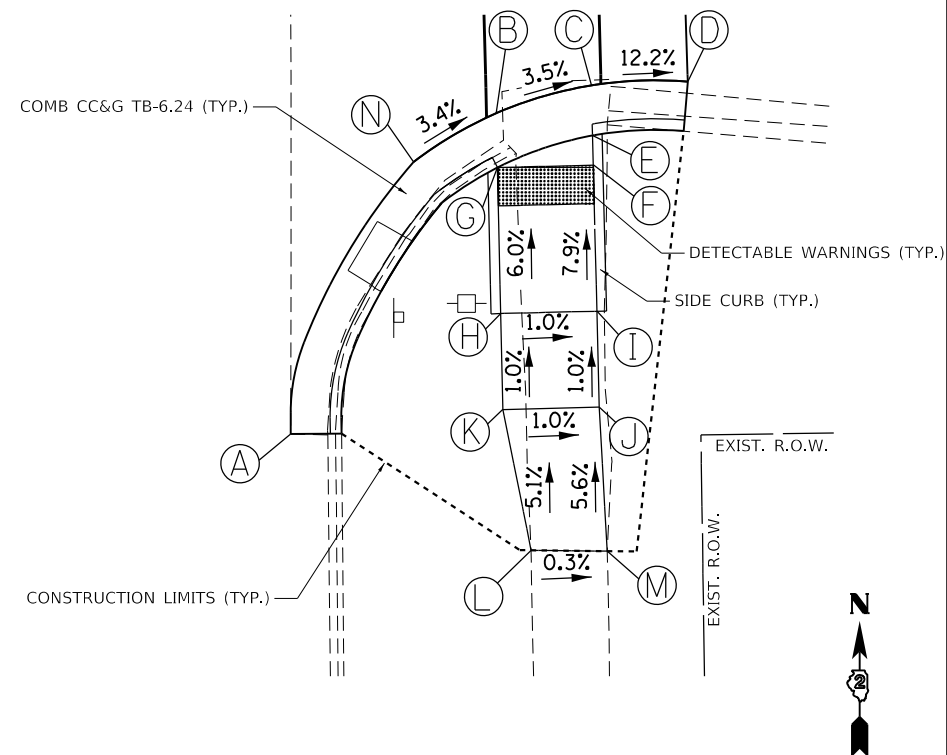 B
C
D
12.2%
3.5%
COMB CC&G TB-6.24 (TYP.)
N
3.4%
E
F
G
DETECTABLE WARNINGS (TYP.)
6.0%
7.9%
SIDE CURB (TYP.)
H
1.0%
I
1.0%
1.0%
K
1.0%
J
A
EXIST. R.O.W.
5.1%
5.6%
EXIST. R.O.W.
L
0.3%
M
CONSTRUCTION LIMITS (TYP.)
N
2